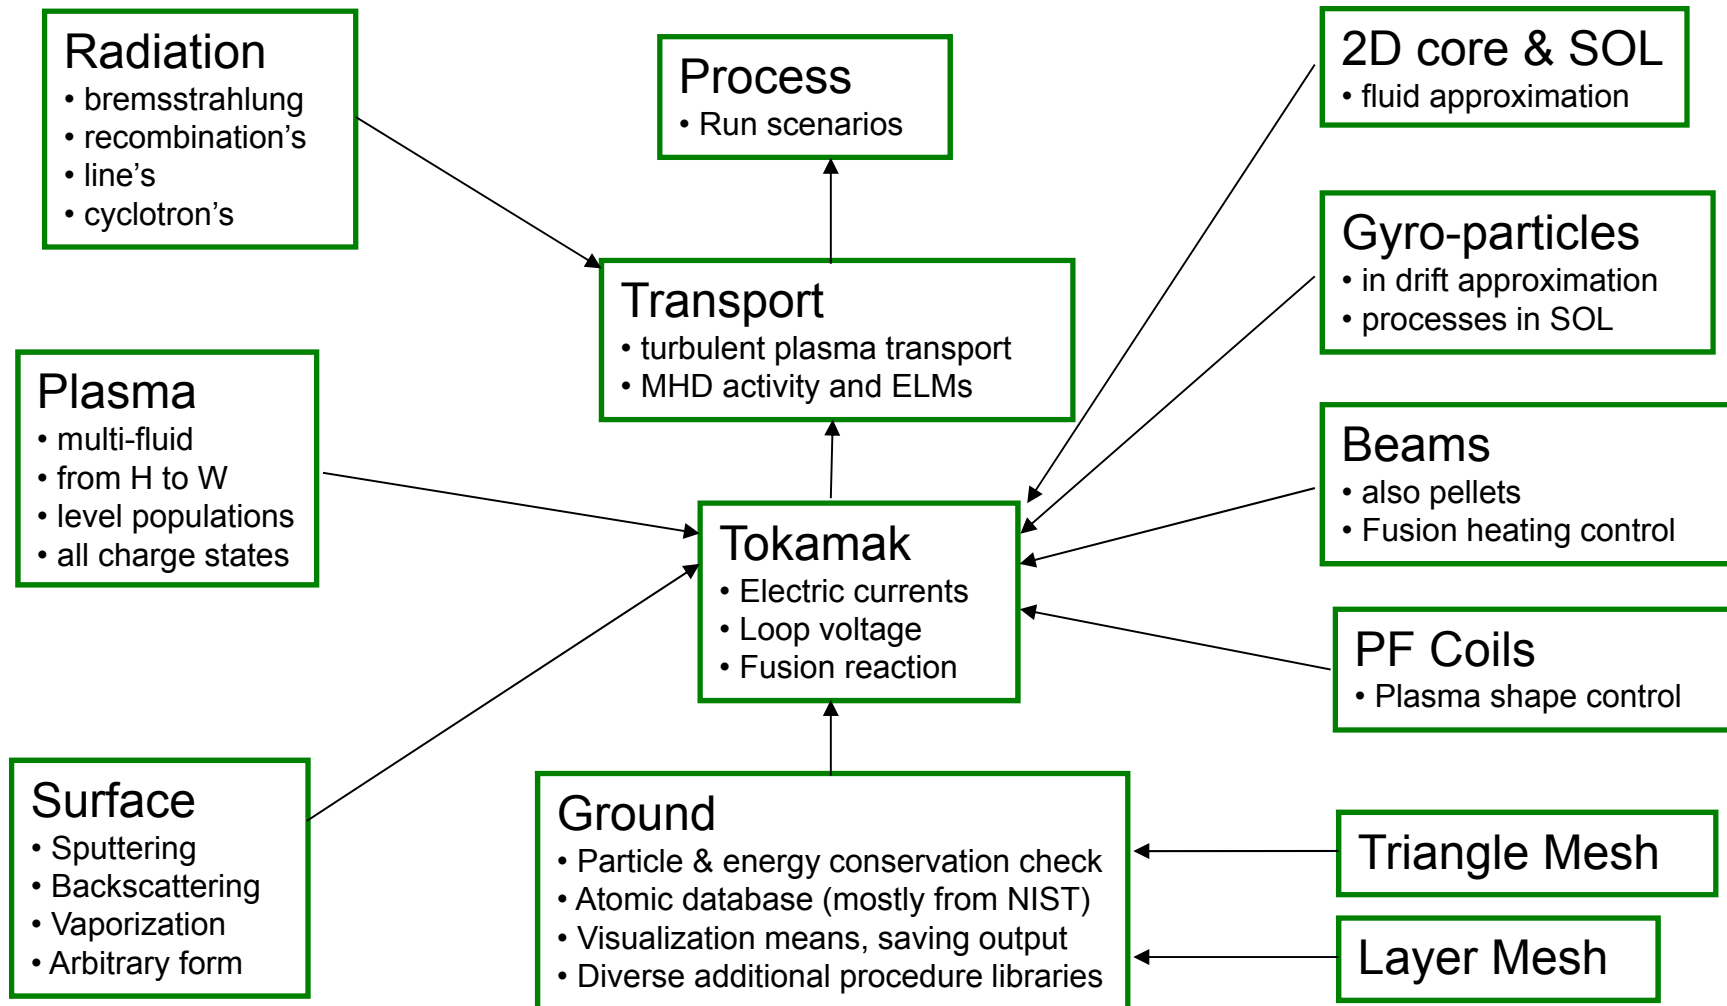 Radiation
• bremsstrahlung
• recombination’s
• line’s
• cyclotron’s
Process
• Run scenarios
2D core & SOL
• fluid approximation
Gyro-particles
• in drift approximation
• processes in SOL
Transport
• turbulent plasma transport
• MHD activity and ELMs
Plasma
• multi-fluid
• from H to W
• level populations
• all charge states
Beams
• also pellets
• Fusion heating control
Tokamak
• Electric currents
• Loop voltage
• Fusion reaction
PF Coils
• Plasma shape control
Surface
• Sputtering
• Backscattering
• Vaporization
• Arbitrary form
Ground
• Particle & energy conservation check
• Atomic database (mostly from NIST)
• Visualization means, saving output
• Diverse additional procedure libraries
Triangle Mesh
Layer Mesh